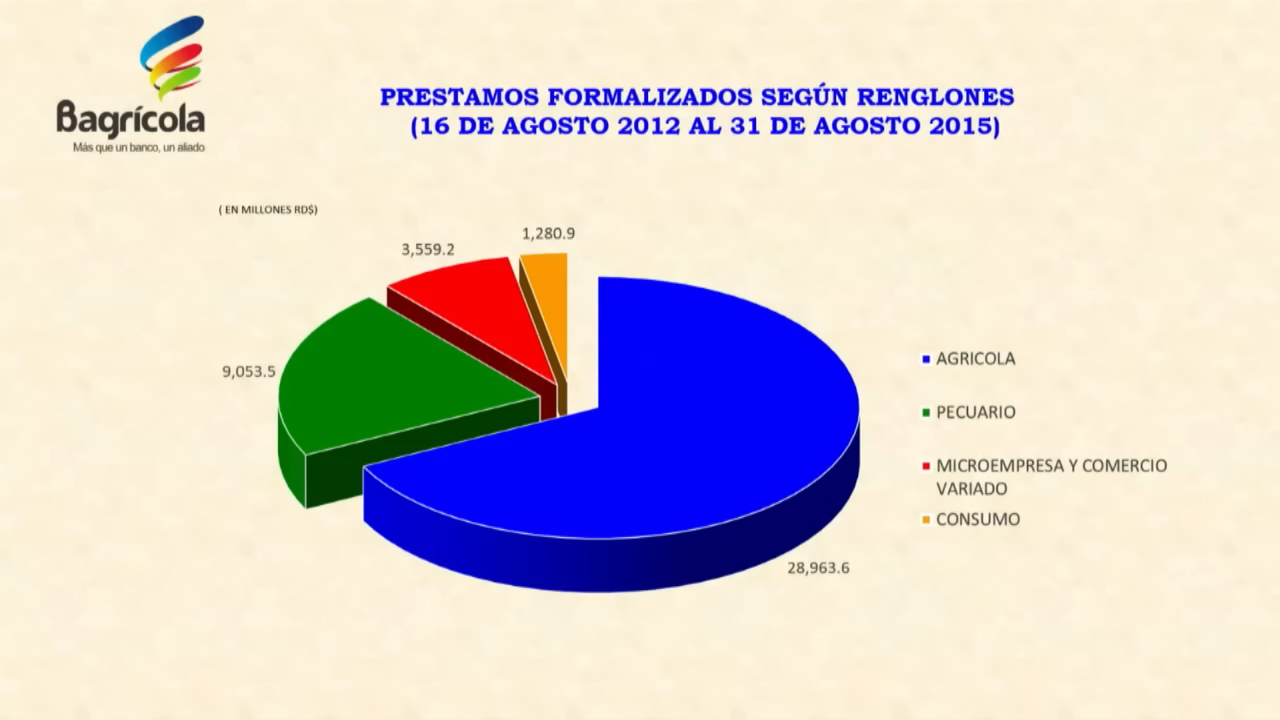 Bagrícola
Más que un banco, un aliado
PRESTAMOS FORMALIZADOS SEGÚN RENGLONES
(16 DE AGOSTO 2012 AL 31 DE AGOSTO 2015)
( EN MILLONES RD$)
1,280.9
3,559.2
9,053.5
28,963.6
AGRICOLA
PECUARIO
MICROEMPRESA Y COMERCIO
VARIADO
CONSUMO